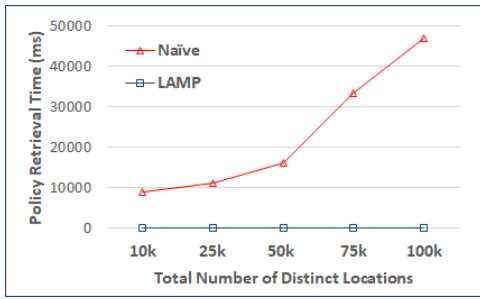 50000
40000
30000
20000
10000
0
Policy Retrieval Time (ms)
Naïve
LAMP
10k 25k 50k 75k 100k
Total Number of Distinct Locations